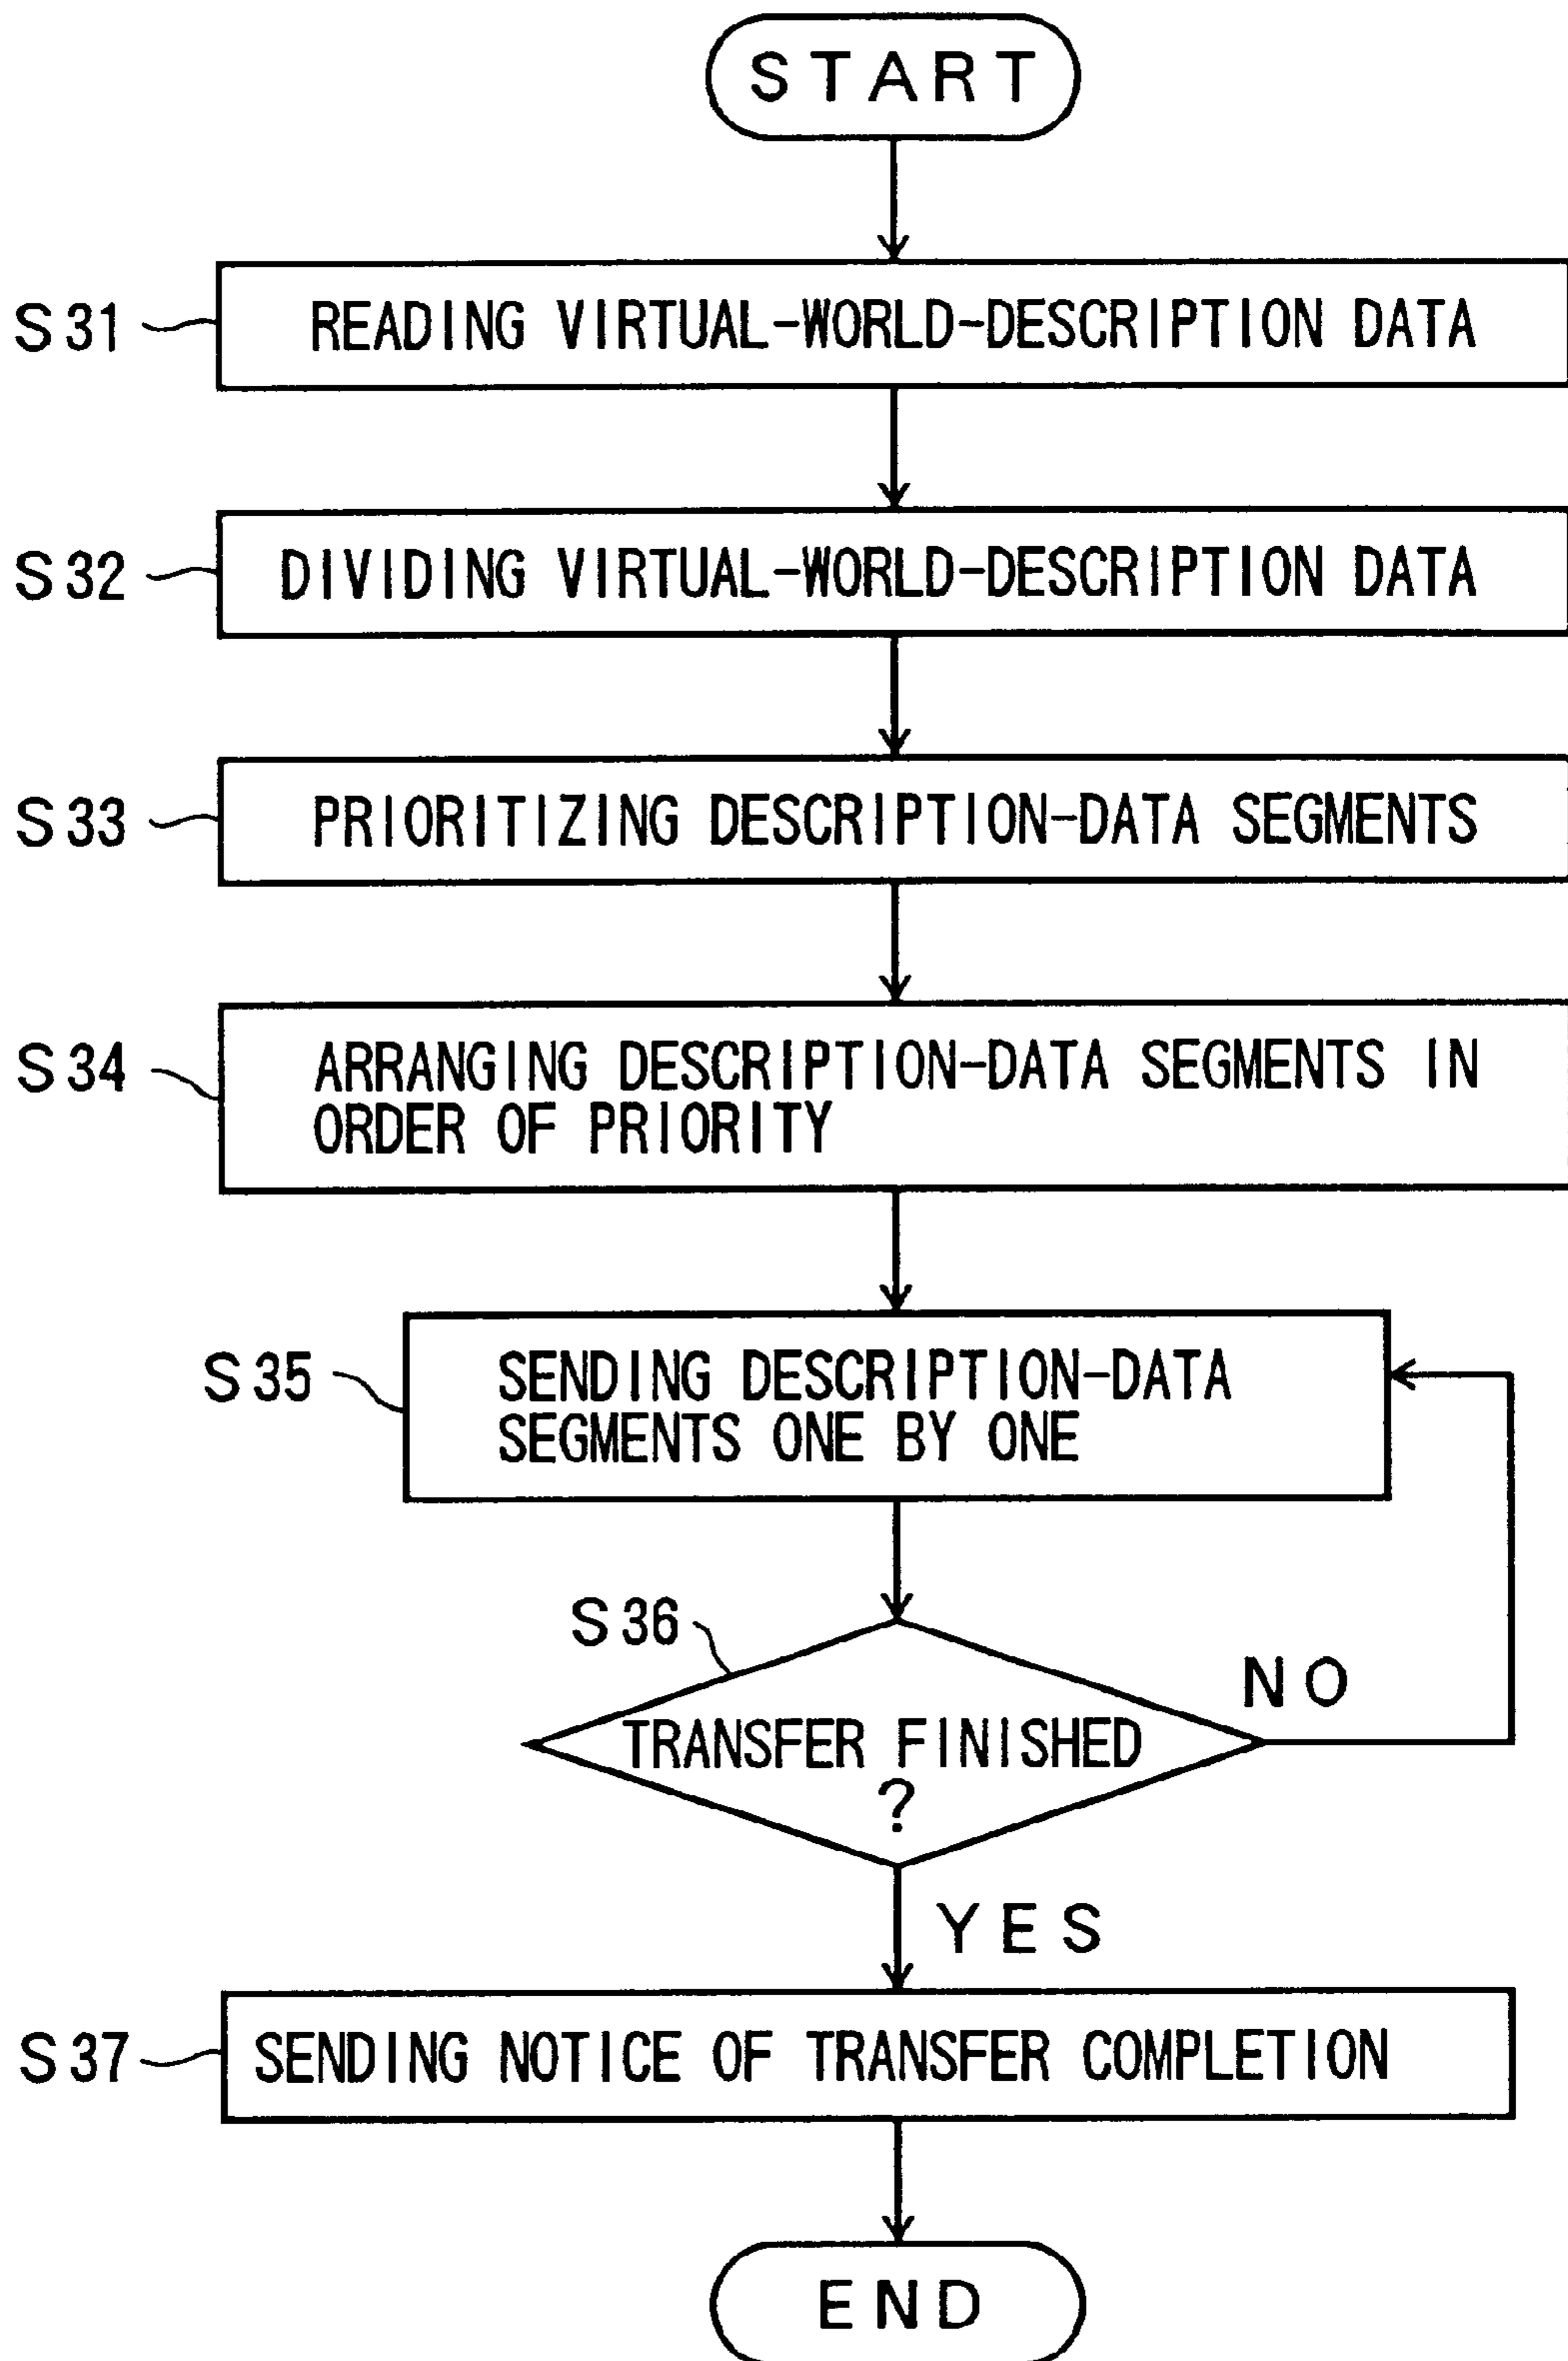 START
S31 READING VIRTUAL-WORLD-DESCRIPTION DATA
S32 DIVIDING VIRTUAL-WORLD-DESCRIPTION DATA
S33 PRIORITIZING DESCRIPTION-DATA SEGMENTS
S34 ARRANGING DESCRIPTION-DATA SEGMENTS IN
ORDER OF PRIORITY
S35 SENDING DESCRIPTION-DATA
SEGMENTS ONE BY ONE
S36
NO
TRANSFER FINISHED
?
YES
S37 SENDING NOTICE OF TRANSFER COMPLETION
END